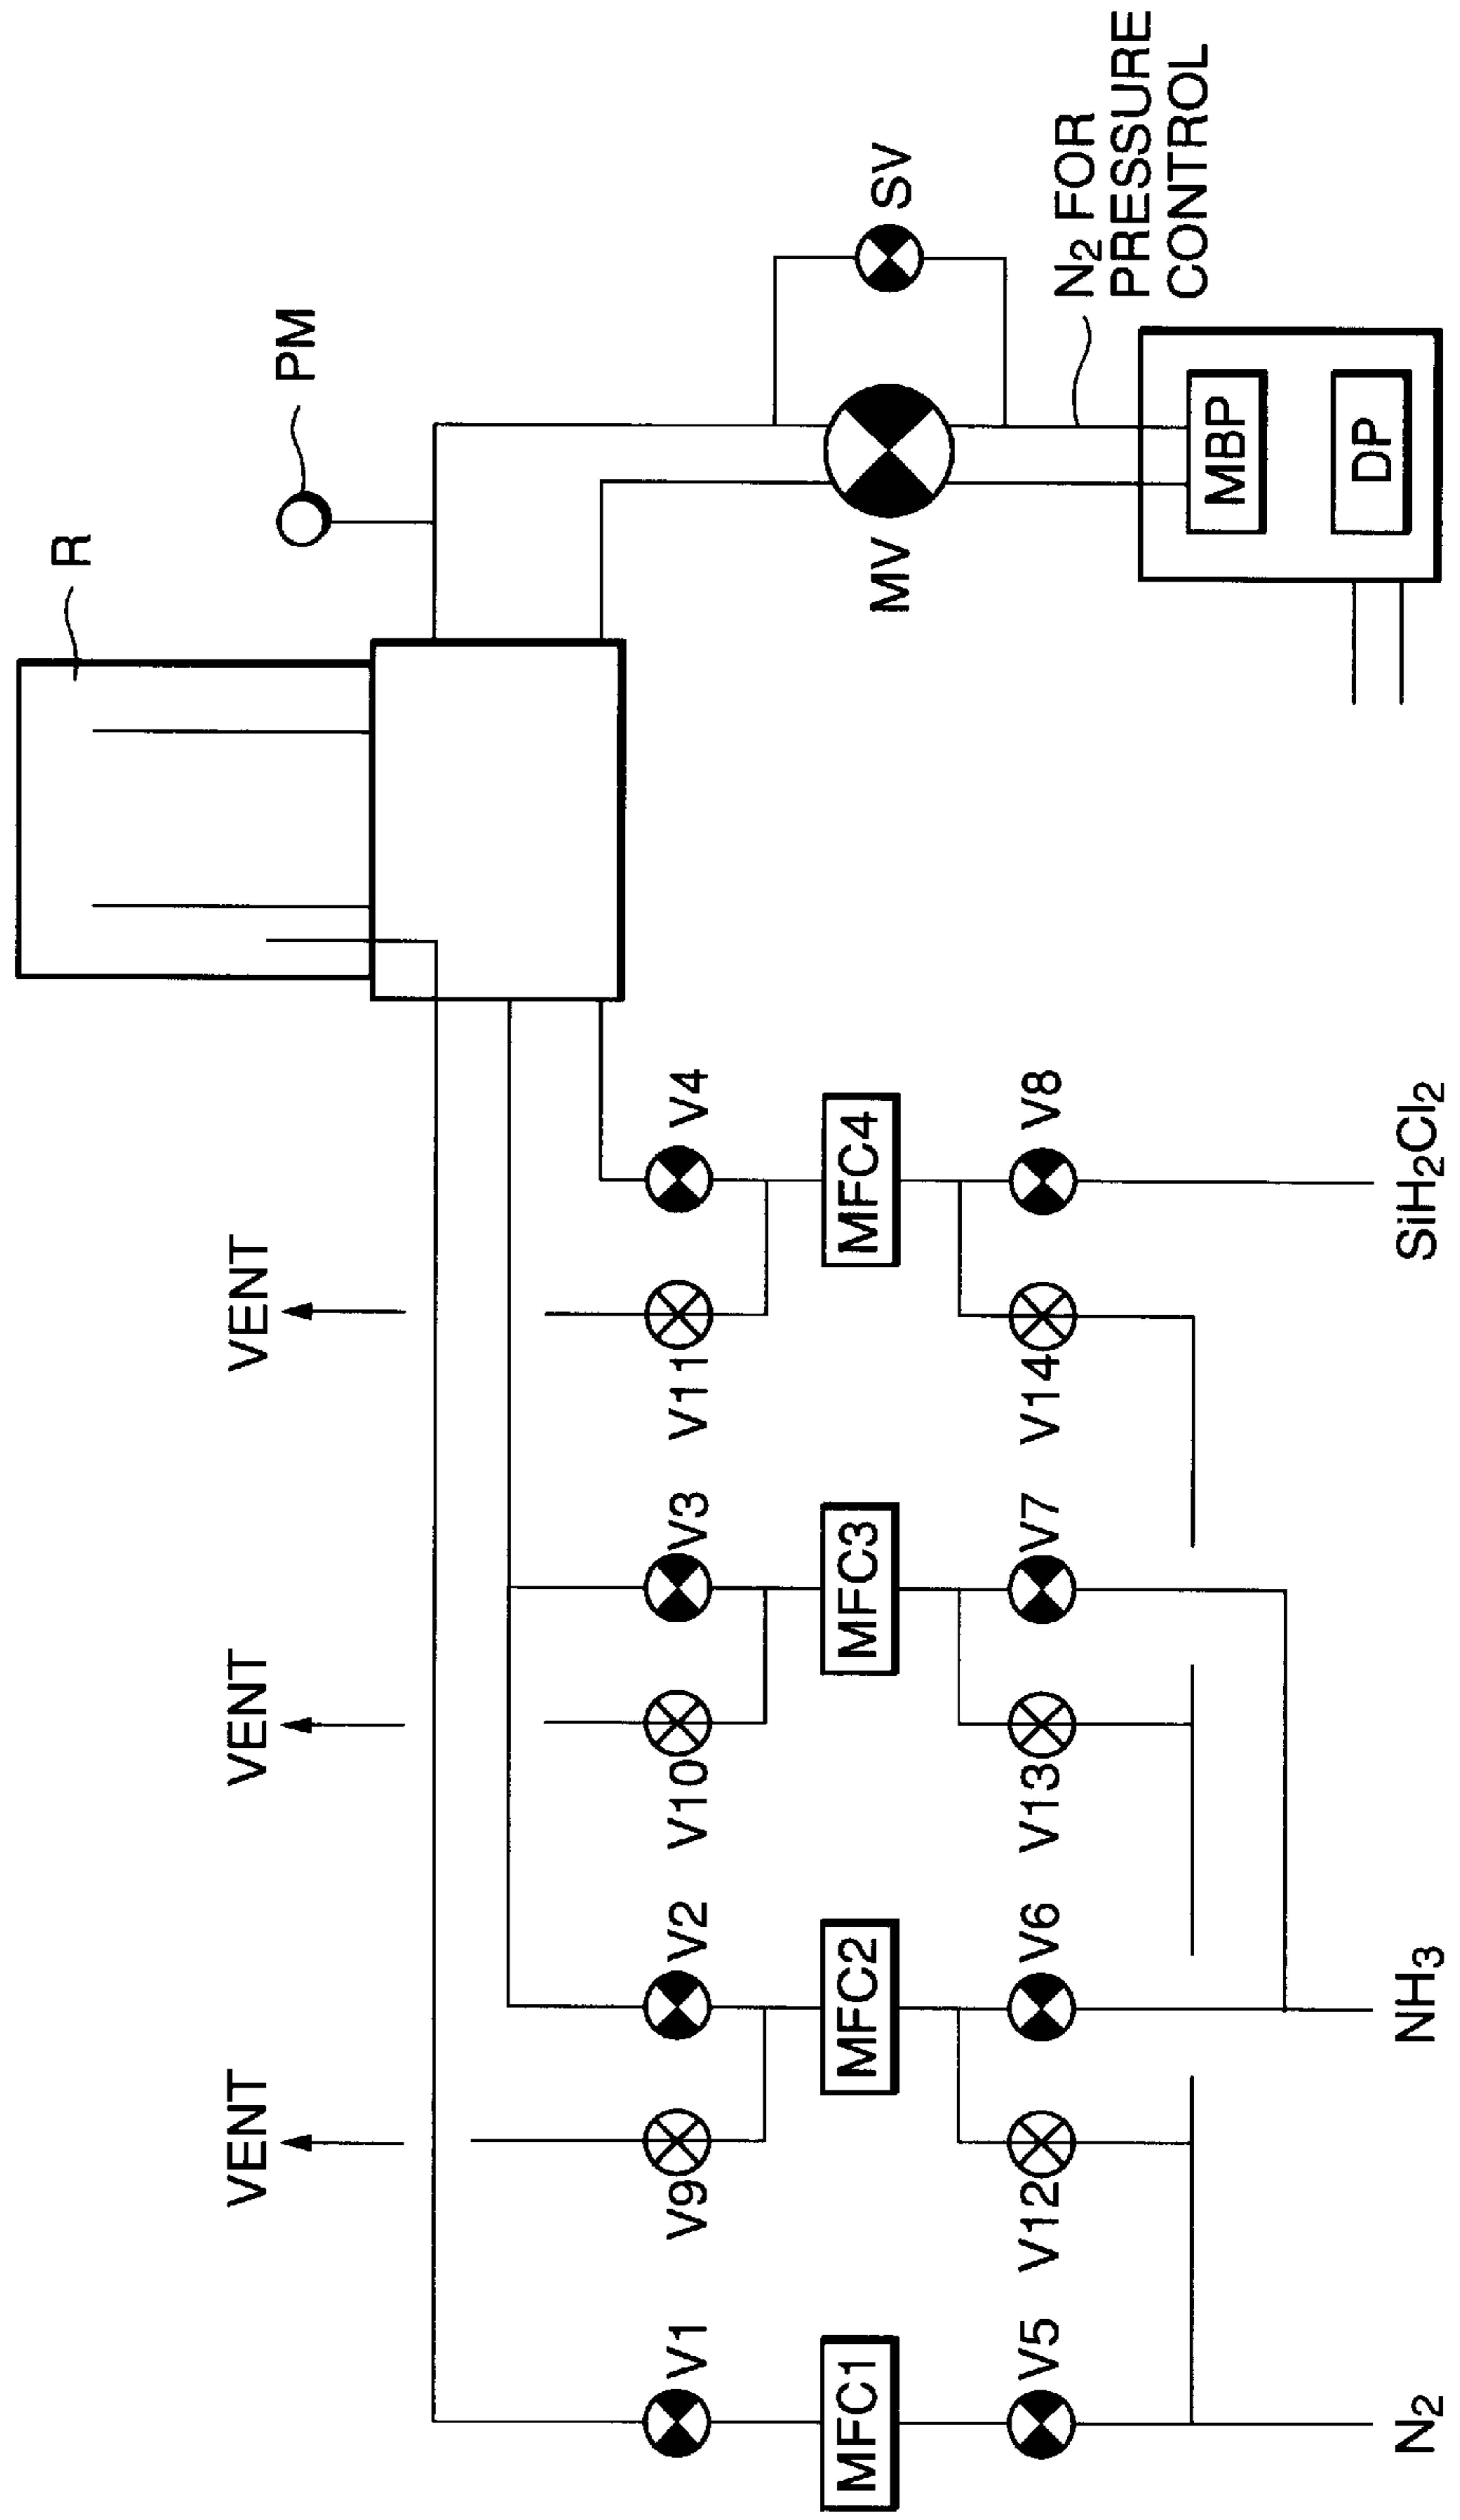 R
PM
VENT
VENT
VENT
V1
V9
V2
V10
V3
V11
V4
MFC1
MFC2
MFC3
MFC4
MV
SV
V5
V12
V6
V13
V7
V14
V8
N₂ FOR
PRESSURE
CONTROL
MBP
DP
N₂
NH₃
SiH₂Cl₂